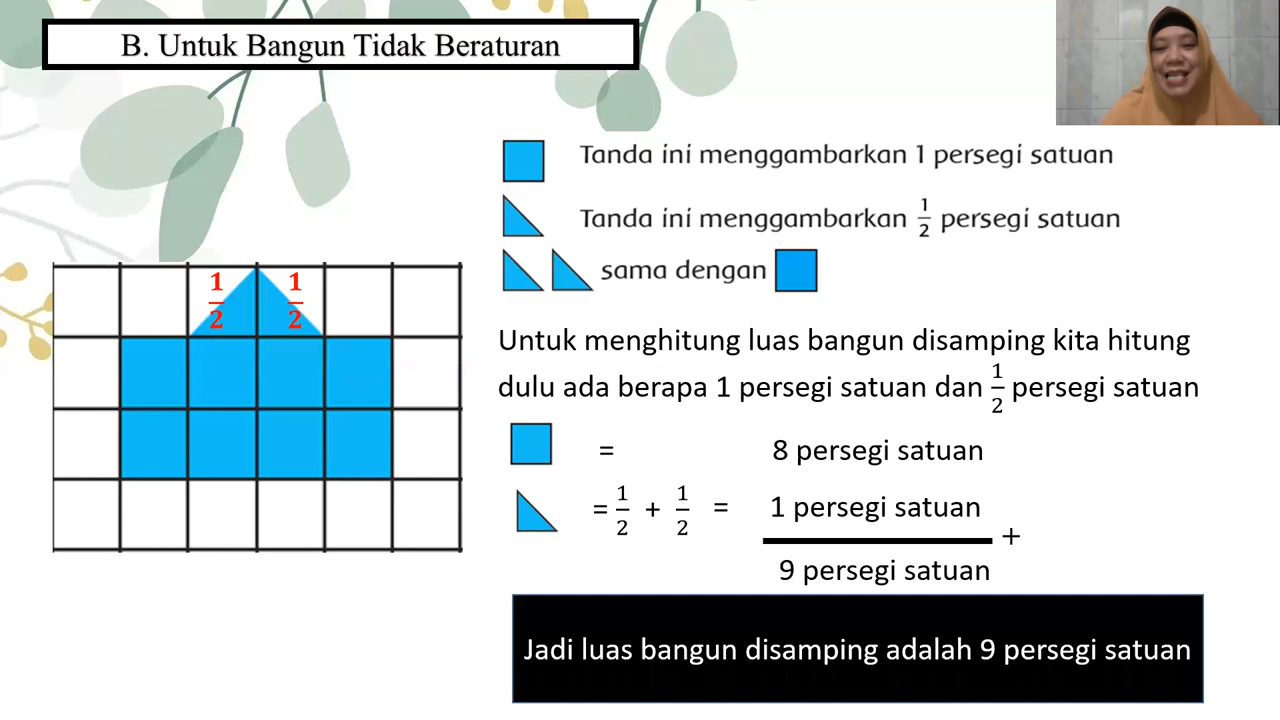 B. Untuk Bangun Tidak Beraturan
Tanda ini menggambarkan 1 persegi satuan
Tanda ini menggambarkan 1/2 persegi satuan
sama dengan
1/2 1/2
Untuk menghitung luas bangun disamping kita hitung
dulu ada berapa 1 persegi satuan dan 1/2 persegi satuan
= 8 persegi satuan
= 1/2 + 1/2 = 1 persegi satuan
+
9 persegi satuan
Jadi luas bangun disamping adalah 9 persegi satuan